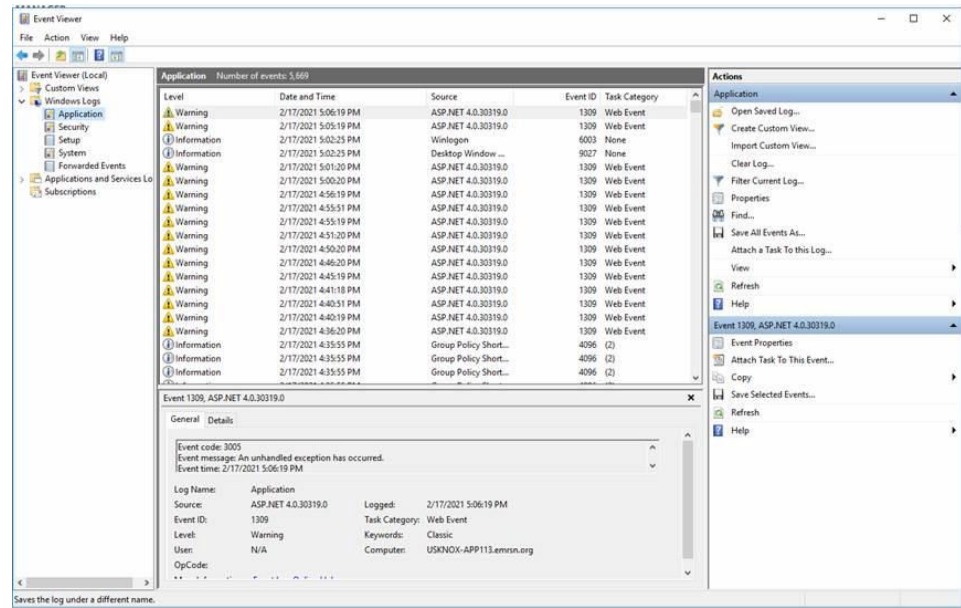 Event Viewer
File Action View Help
Event Viewer (Local)
Custom Views
Windows Logs
Application
Security
Setup
System
Forwarded Events
Applications and Services Lo
Subscriptions
Application Number of events: 5,669
Level Date and Time Source Event ID Task Category
Warning 2/17/2021 5:06:19 PM ASP.NET 4.0.30319.0 1309 Web Event
Warning 2/17/2021 5:05:19 PM ASP.NET 4.0.30319.0 1309 Web Event
Information 2/17/2021 5:02:25 PM Winlogon 6003 None
Information 2/17/2021 5:02:25 PM Desktop Window ... 9027 None
Warning 2/17/2021 5:01:20 PM ASP.NET 4.0.30319.0 1309 Web Event
Warning 2/17/2021 5:00:20 PM ASP.NET 4.0.30319.0 1309 Web Event
Warning 2/17/2021 4:56:19 PM ASP.NET 4.0.30319.0 1309 Web Event
Warning 2/17/2021 4:55:51 PM ASP.NET 4.0.30319.0 1309 Web Event
Warning 2/17/2021 4:55:19 PM ASP.NET 4.0.30319.0 1309 Web Event
Warning 2/17/2021 4:51:20 PM ASP.NET 4.0.30319.0 1309 Web Event
Warning 2/17/2021 4:50:20 PM ASP.NET 4.0.30319.0 1309 Web Event
Warning 2/17/2021 4:46:20 PM ASP.NET 4.0.30319.0 1309 Web Event
Warning 2/17/2021 4:45:19 PM ASP.NET 4.0.30319.0 1309 Web Event
Warning 2/17/2021 4:41:18 PM ASP.NET 4.0.30319.0 1309 Web Event
Warning 2/17/2021 4:40:51 PM ASP.NET 4.0.30319.0 1309 Web Event
Warning 2/17/2021 4:40:19 PM ASP.NET 4.0.30319.0 1309 Web Event
Warning 2/17/2021 4:36:20 PM ASP.NET 4.0.30319.0 1309 Web Event
Information 2/17/2021 4:35:55 PM Group Policy Short... 4096 (2)
Information 2/17/2021 4:35:55 PM Group Policy Short... 4096 (2)
Information 2/17/2021 4:35:55 PM Group Policy Short... 4096 (2)
Event 1309, ASP.NET 4.0.30319.0
General Details
Event code: 3005
Event message: An unhandled exception has occurred.
Event time: 2/17/2021 5:06:19 PM
Log Name: Application
Source: ASP.NET 4.0.30319.0 Logged: 2/17/2021 5:06:19 PM
Event ID: 1309 Task Category: Web Event
Level: Warning Keywords: Classic
User: N/A Computer: USKNOX-APP113.emrsn.org
OpCode:
Actions
Application
Open Saved Log...
Create Custom View...
Import Custom View...
Clear Log...
Filter Current Log...
Properties
Find...
Save All Events As...
Attach a Task To this Log...
View
Refresh
Help
Event 1309, ASP.NET 4.0.30319.0
Event Properties
Attach Task To This Event...
Copy
Save Selected Events...
Refresh
Help
Saves the log under a different name.